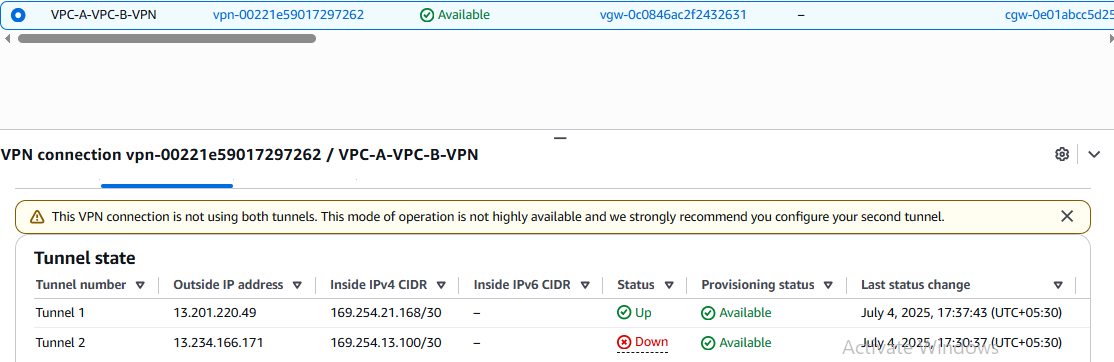 VPC-A-VPC-B-VPN vpn-00221e59017297262 Available vgw-0c0846ac2f2432631 – cgw-0e01abcc5d25
VPN connection vpn-00221e59017297262 / VPC-A-VPC-B-VPN
This VPN connection is not using both tunnels. This mode of operation is not highly available and we strongly recommend you configure your second tunnel.
Tunnel state
Tunnel number Outside IP address Inside IPv4 CIDR Inside IPv6 CIDR Status Provisioning status Last status change
Tunnel 1 13.201.220.49 169.254.21.168/30 – Up Available July 4, 2025, 17:37:43 (UTC+05:30)
Tunnel 2 13.234.166.171 169.254.13.100/30 – Down Available July 4, 2025, 17:30:37 (UTC+05:30)
Activate Windows